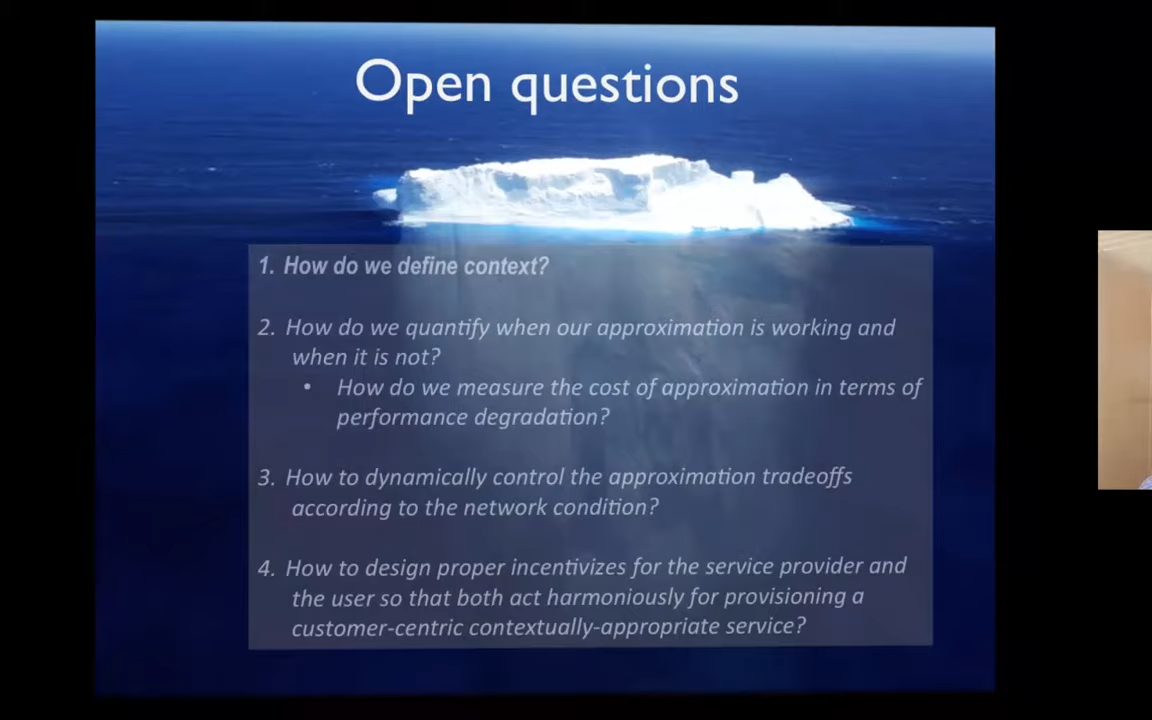 Open questions
1. How do we define context?
2. How do we quantify when our approximation is working and
when it is not?
• How do we measure the cost of approximation in terms of
performance degradation?
3. How to dynamically control the approximation tradeoffs
according to the network condition?
4. How to design proper incentivizes for the service provider and
the user so that both act harmoniously for provisioning a
customer-centric contextually-appropriate service?